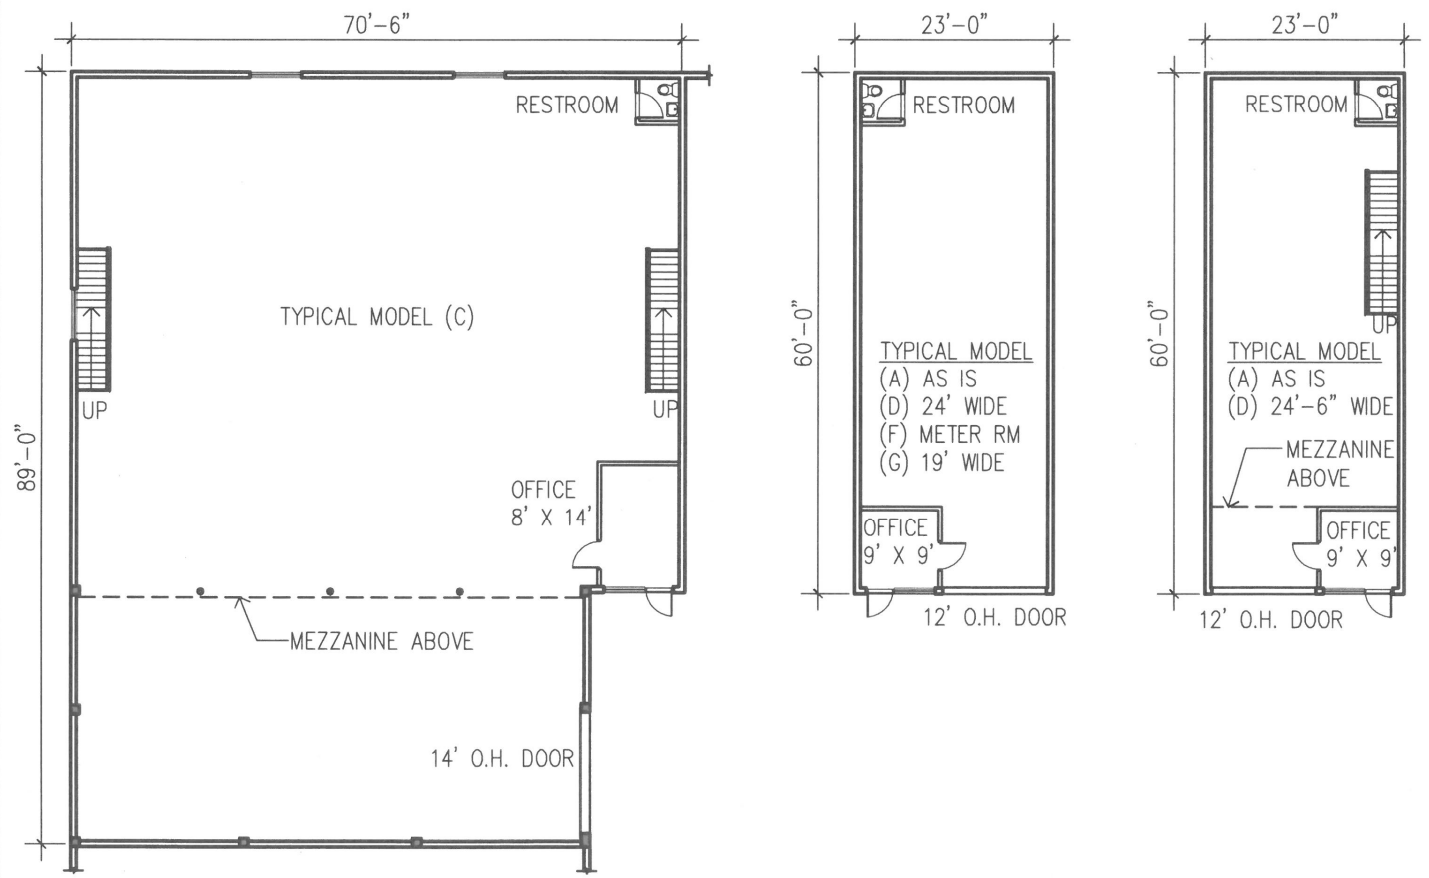 70'-6"
RESTROOM
TYPICAL MODEL (C)
UP
UP
89'-0"
OFFICE
8' X 14'
MEZZANINE ABOVE
14' O.H. DOOR
23'-0"
RESTROOM
60'-0"
TYPICAL MODEL
(A) AS IS
(D) 24' WIDE
(F) METER RM
(G) 19' WIDE
OFFICE
9' X 9'
12' O.H. DOOR
23'-0"
RESTROOM
UP
60'-0"
TYPICAL MODEL
(A) AS IS
(D) 24'-6" WIDE
MEZZANINE
ABOVE
OFFICE
9' X 9'
12' O.H. DOOR